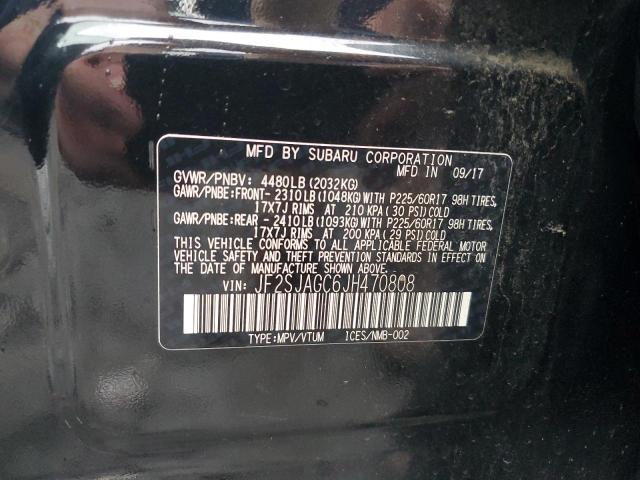 MFD BY SUBARU CORPORATION
MFD IN 09/17
GVWR/PNBV: 4480LB (2032KG)
GAWR/PNBE:FRONT- 2310LB (1048KG) WITH P225/60R17 98H TIRES,
17X7J RIMS AT 210 KPA (30 PSI) COLD
GAWR/PNBE:REAR - 2410LB (1093KG) WITH P225/60R17 98H TIRES,
17X7J RIMS AT 200 KPA (29 PSI) COLD
THIS VEHICLE CONFORMS TO ALL APPLICABLE FEDERAL MOTOR
VEHICLE SAFETY, BUMPER, AND THEFT PREVENTION STANDARDS
IN EFFECT ON THE DATE OF MANUFACTURE SHOWN ABOVE.
VIN: JF2SJAGC6JH470808
TYPE:MPV/VTUM ICES/NMB-002